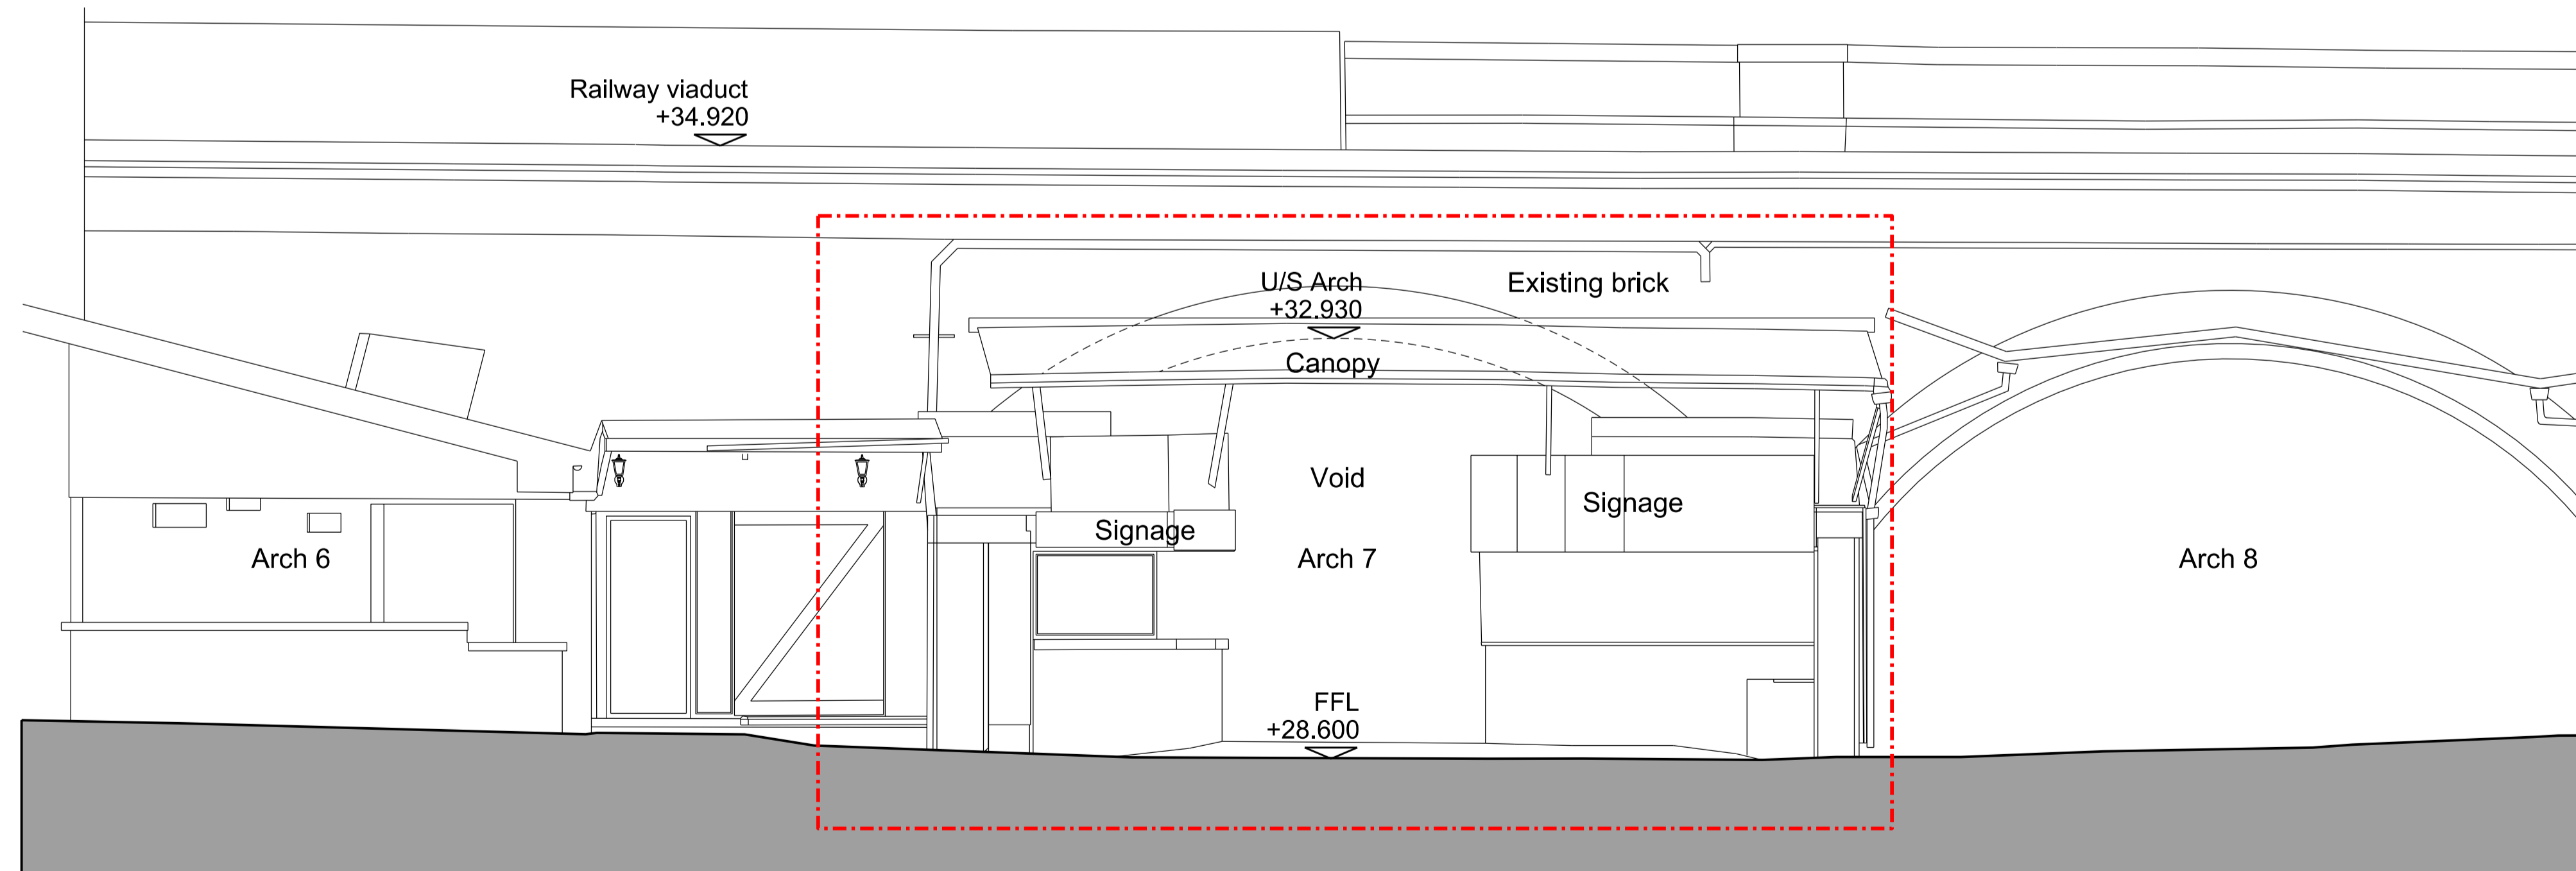 Railway viaduct
+34.920
U/S Arch
+32.930
Existing brick
Canopy
Void
Signage
Signage
Arch 6
Arch 7
Arch 8
FFL
+28.600